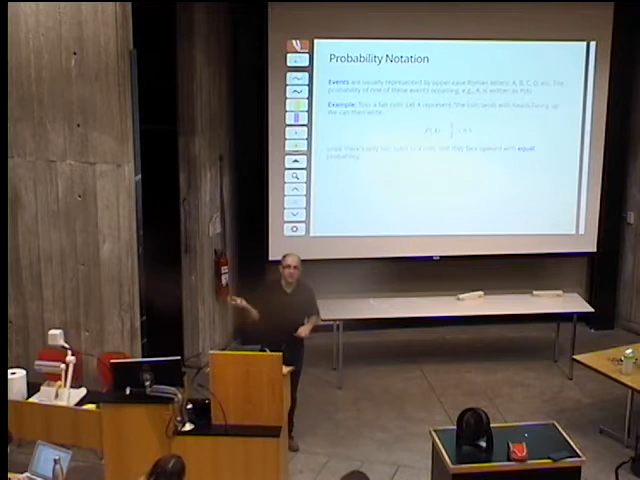 Probability Notation
Events are usually represented by upper-case Roman letters: A, B, C, D, etc. The
probability of one of these events occurring, e.g., A, is written as P(A).
Example: Toss a fair coin. Let A represent "the coin lands with heads facing up".
We can then write
since there's only two sides to a coin, and they face upward with equal
probability.